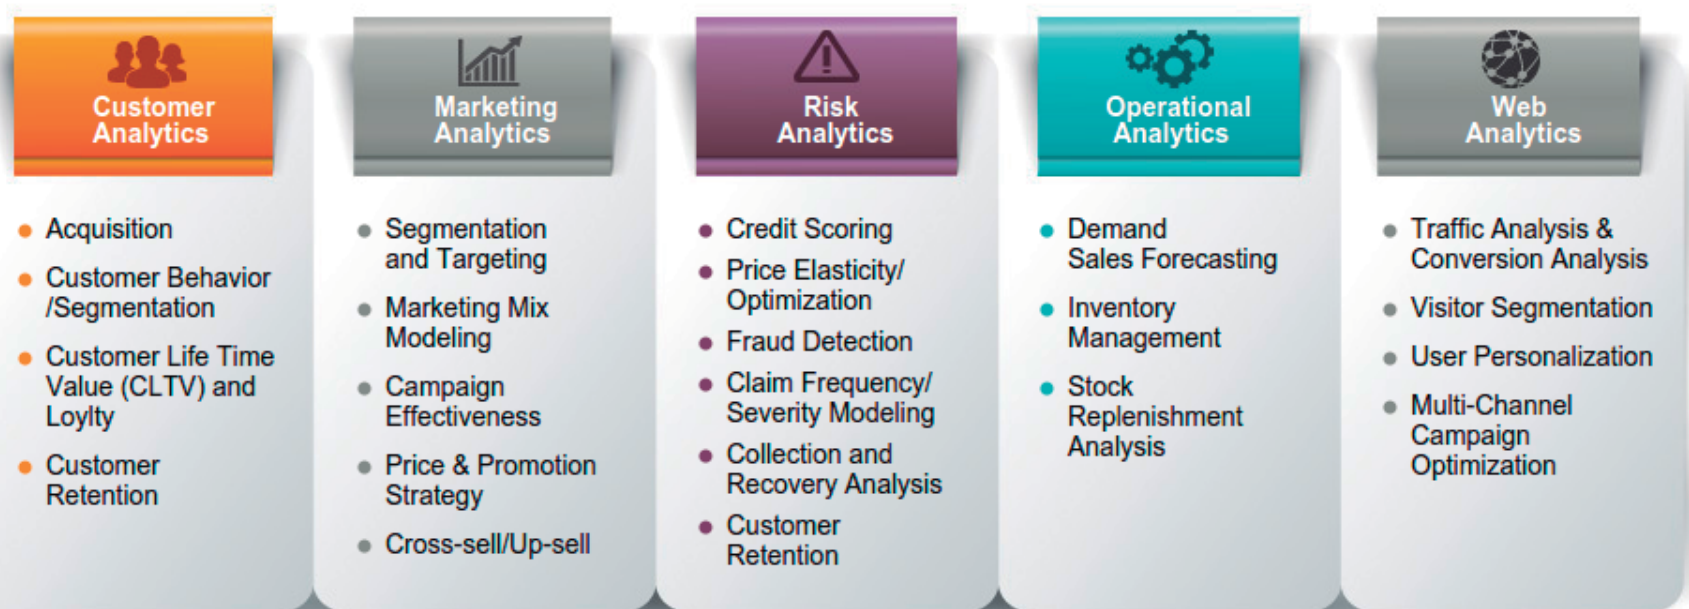 Customer
Analytics
Acquisition
Customer Behavior
/Segmentation
Customer Life Time
Value (CLTV) and
Loylty
Customer
Retention
Marketing
Analytics
Segmentation
and Targeting
Marketing Mix
Modeling
Campaign
Effectiveness
Price & Promotion
Strategy
Cross-sell/Up-sell
Risk
Analytics
Credit Scoring
Price Elasticity/
Optimization
Fraud Detection
Claim Frequency/
Severity Modeling
Collection and
Recovery Analysis
Customer
Retention
Operational
Analytics
Demand
Sales Forecasting
Inventory
Management
Stock
Replenishment
Analysis
Web
Analytics
Traffic Analysis &
Conversion Analysis
Visitor Segmentation
User Personalization
Multi-Channel
Campaign
Optimization